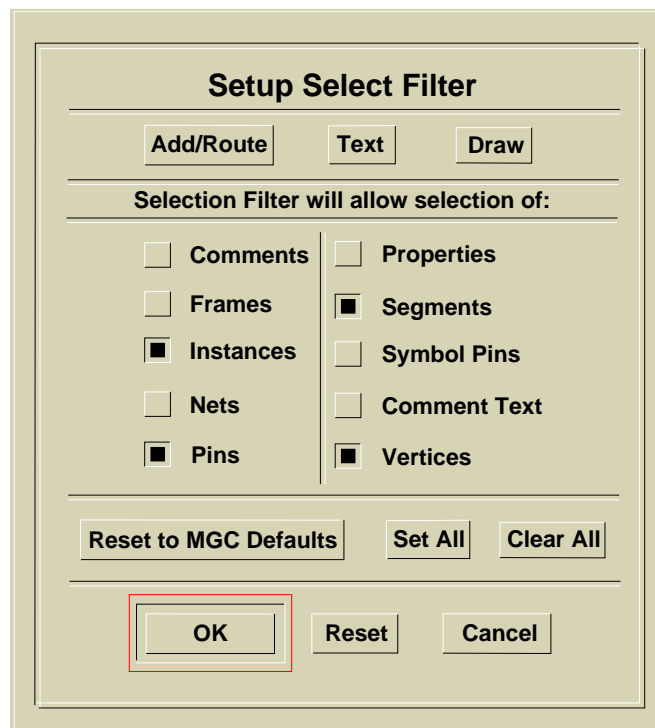 Setup Select Filter
Add/Route Text Draw
Selection Filter will allow selection of:
Comments Properties
Frames Segments
Instances Symbol Pins
Nets Comment Text
Pins Vertices
Reset to MGC Defaults Set All Clear All
OK Reset Cancel